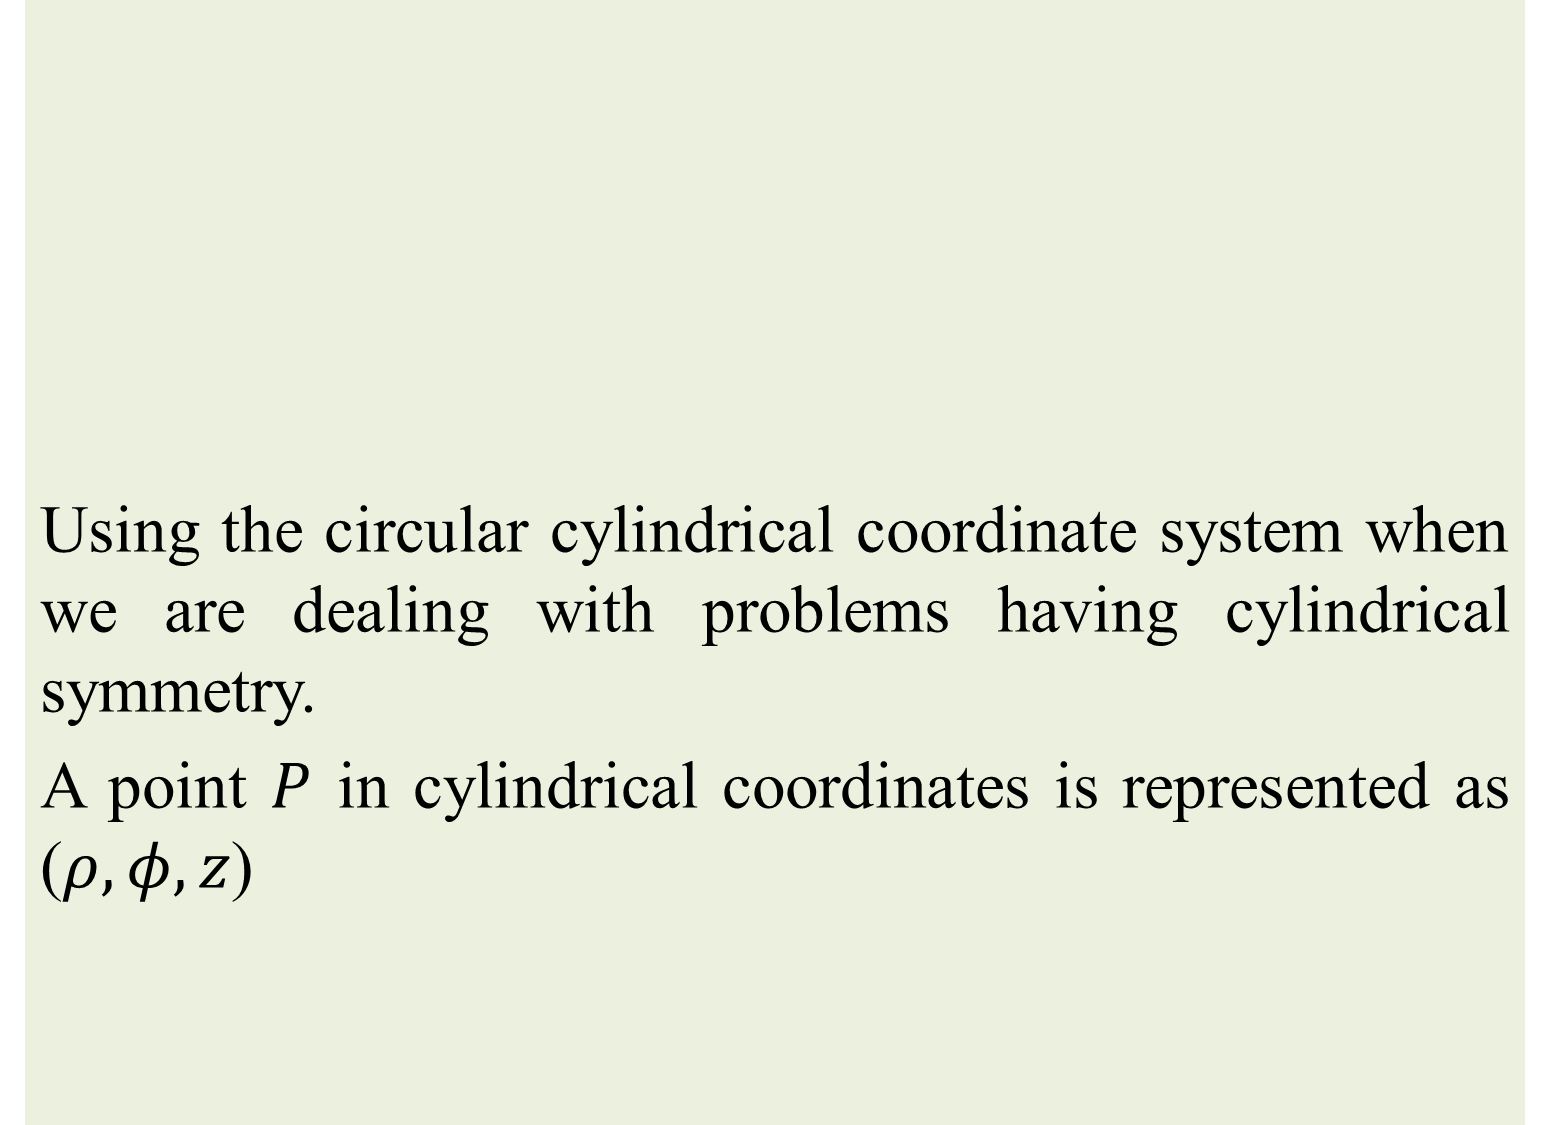 Using the circular cylindrical coordinate system when
we are dealing with problems having cylindrical
symmetry.
A point 𝑃 in cylindrical coordinates is represented as
(𝜌, 𝜙, 𝑧)